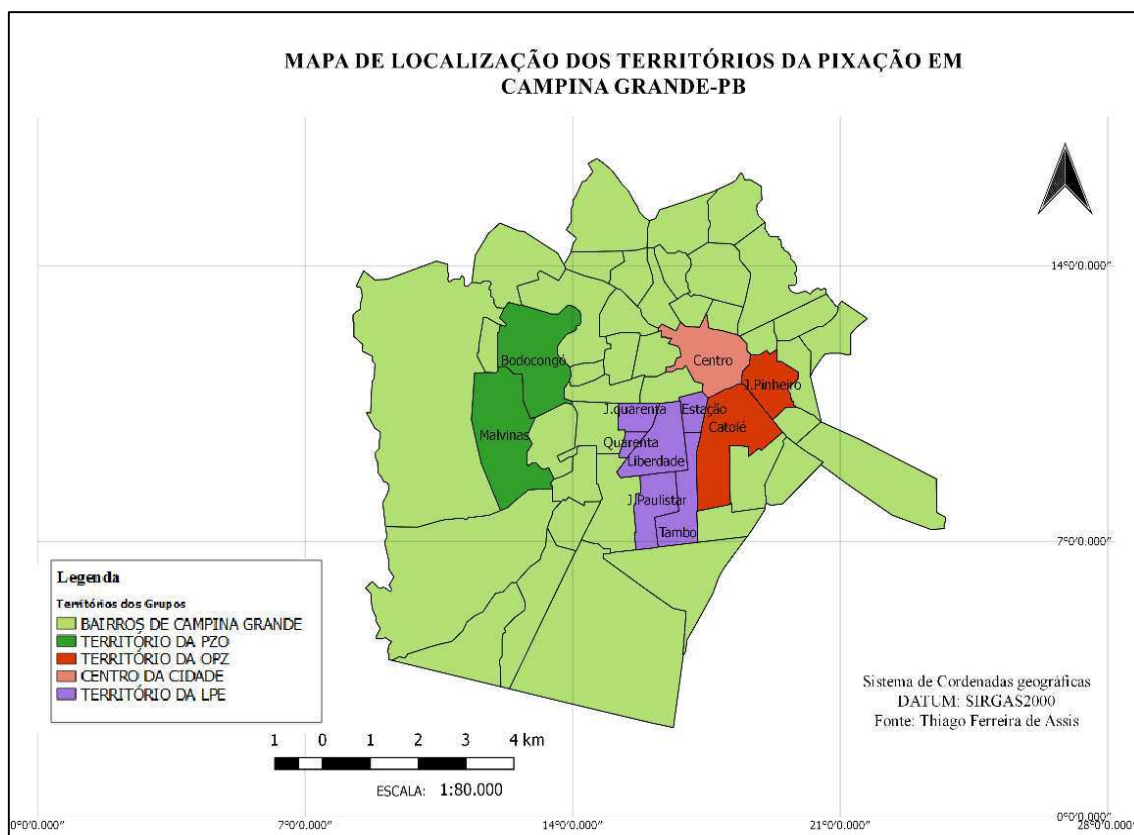 MAPA DE LOCALIZAÇÃO DOS TERRITÓRIOS DA PIXAÇÃO EM
CAMPINA GRANDE-PB
14°0'0.000"
Centro
Bodocongó
J.Pinheiro
J.quarenta
Estação
Catolé
Malvinas
Quarenta
Liberdade
J.Paulistar
Tambo
7°0'0.000"
Legenda
Territórios dos Grupos
BAIRROS DE CAMPINA GRANDE
TERRITÓRIO DA PZO
TERRITÓRIO DA OPZ
CENTRO DA CIDADE
TERRITÓRIO DA LPE
Sistema de Cordenadas geográficas
DATUM: SIRGAS2000
Fonte: Thiago Ferreira de Assis
1 0 1 2 3 4 km
ESCALA: 1:80.000
0°0'0.000"
0°0'0.000" 7°0'0.000" 14°0'0.000" 21°0'0.000" 28°0'0.000"